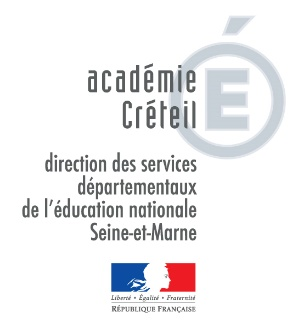 académie
Créteil
É
direction des services
départementaux
de l'éducation nationale
Seine-et-Marne
Liberté • Égalité • Fraternité
RÉPUBLIQUE FRANÇAISE